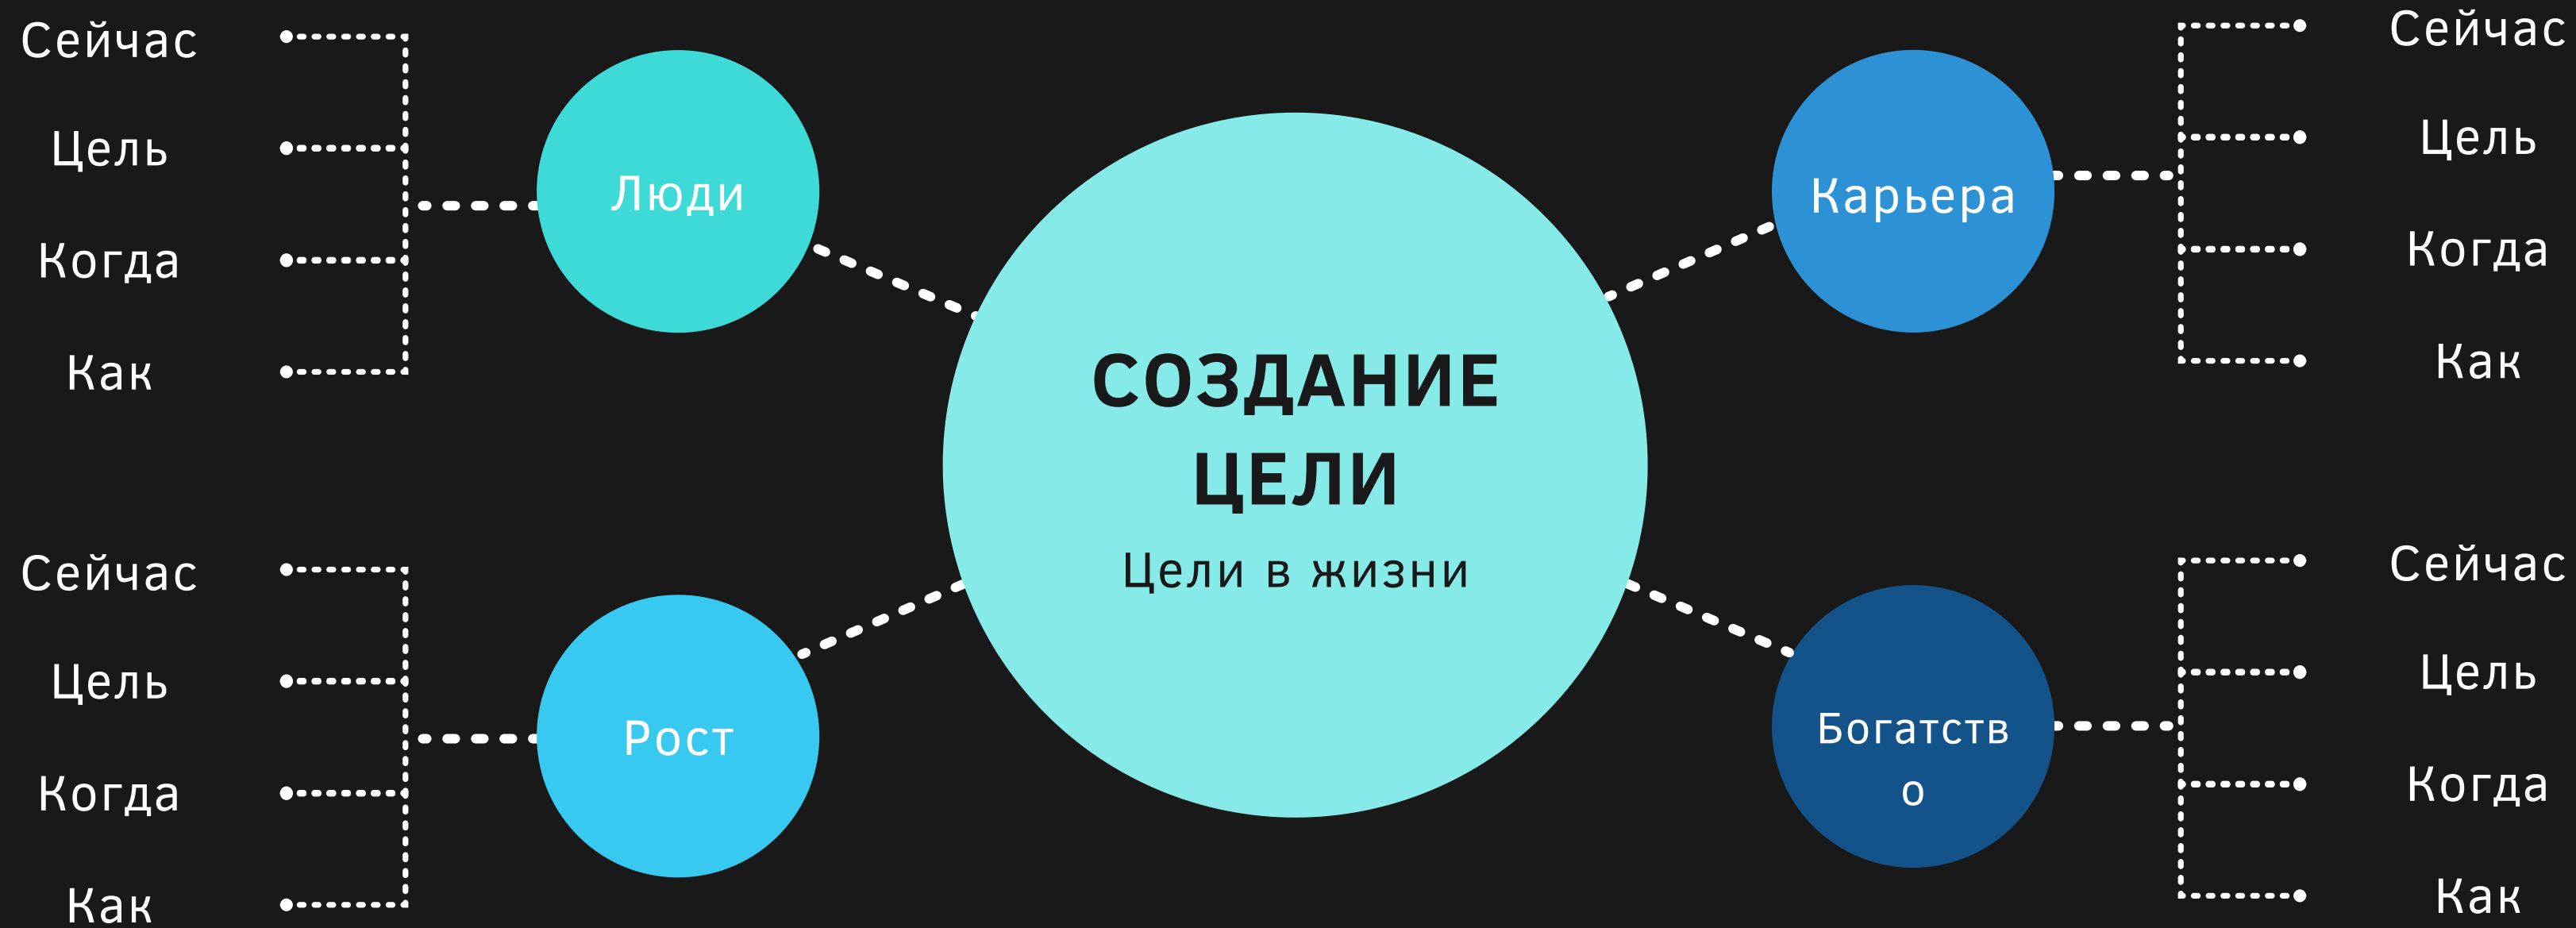 Сейчас
Цель
Когда
Как
Люди
Сейчас
Цель
Когда
Как
Рост
СОЗДАНИЕ
ЦЕЛИ
Цели в жизни
Карьера
Сейчас
Цель
Когда
Как
Богатств
о
Сейчас
Цель
Когда
Как